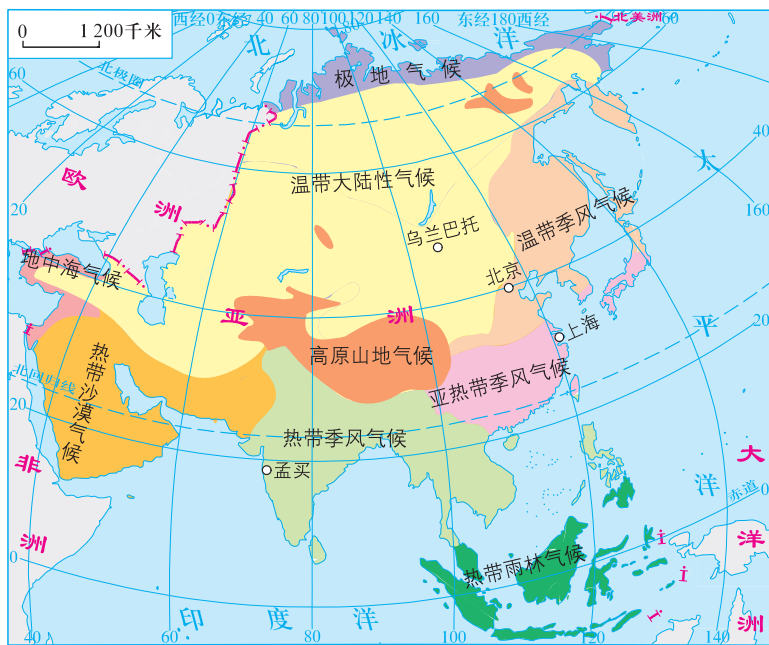 0 1 200千米
西经0东经 40 60 80 100 120 140 160 东经180西经
北美洲
60
北 冰 洋
极地气候
60
北极圈
40
欧
洲
温带大陆性气候
太
20
160
温带季风气候
乌兰巴托
地中海气候
北京
亚 洲
平
20
上海
高原山地气候
热带沙漠气候
亚热带季风气候
北回归线
20
热带季风气候
孟买
非
洲
大
洋
洲
洋
赤道
0
0
热带雨林气候
印 度 洋
40 60 80 100 120 140